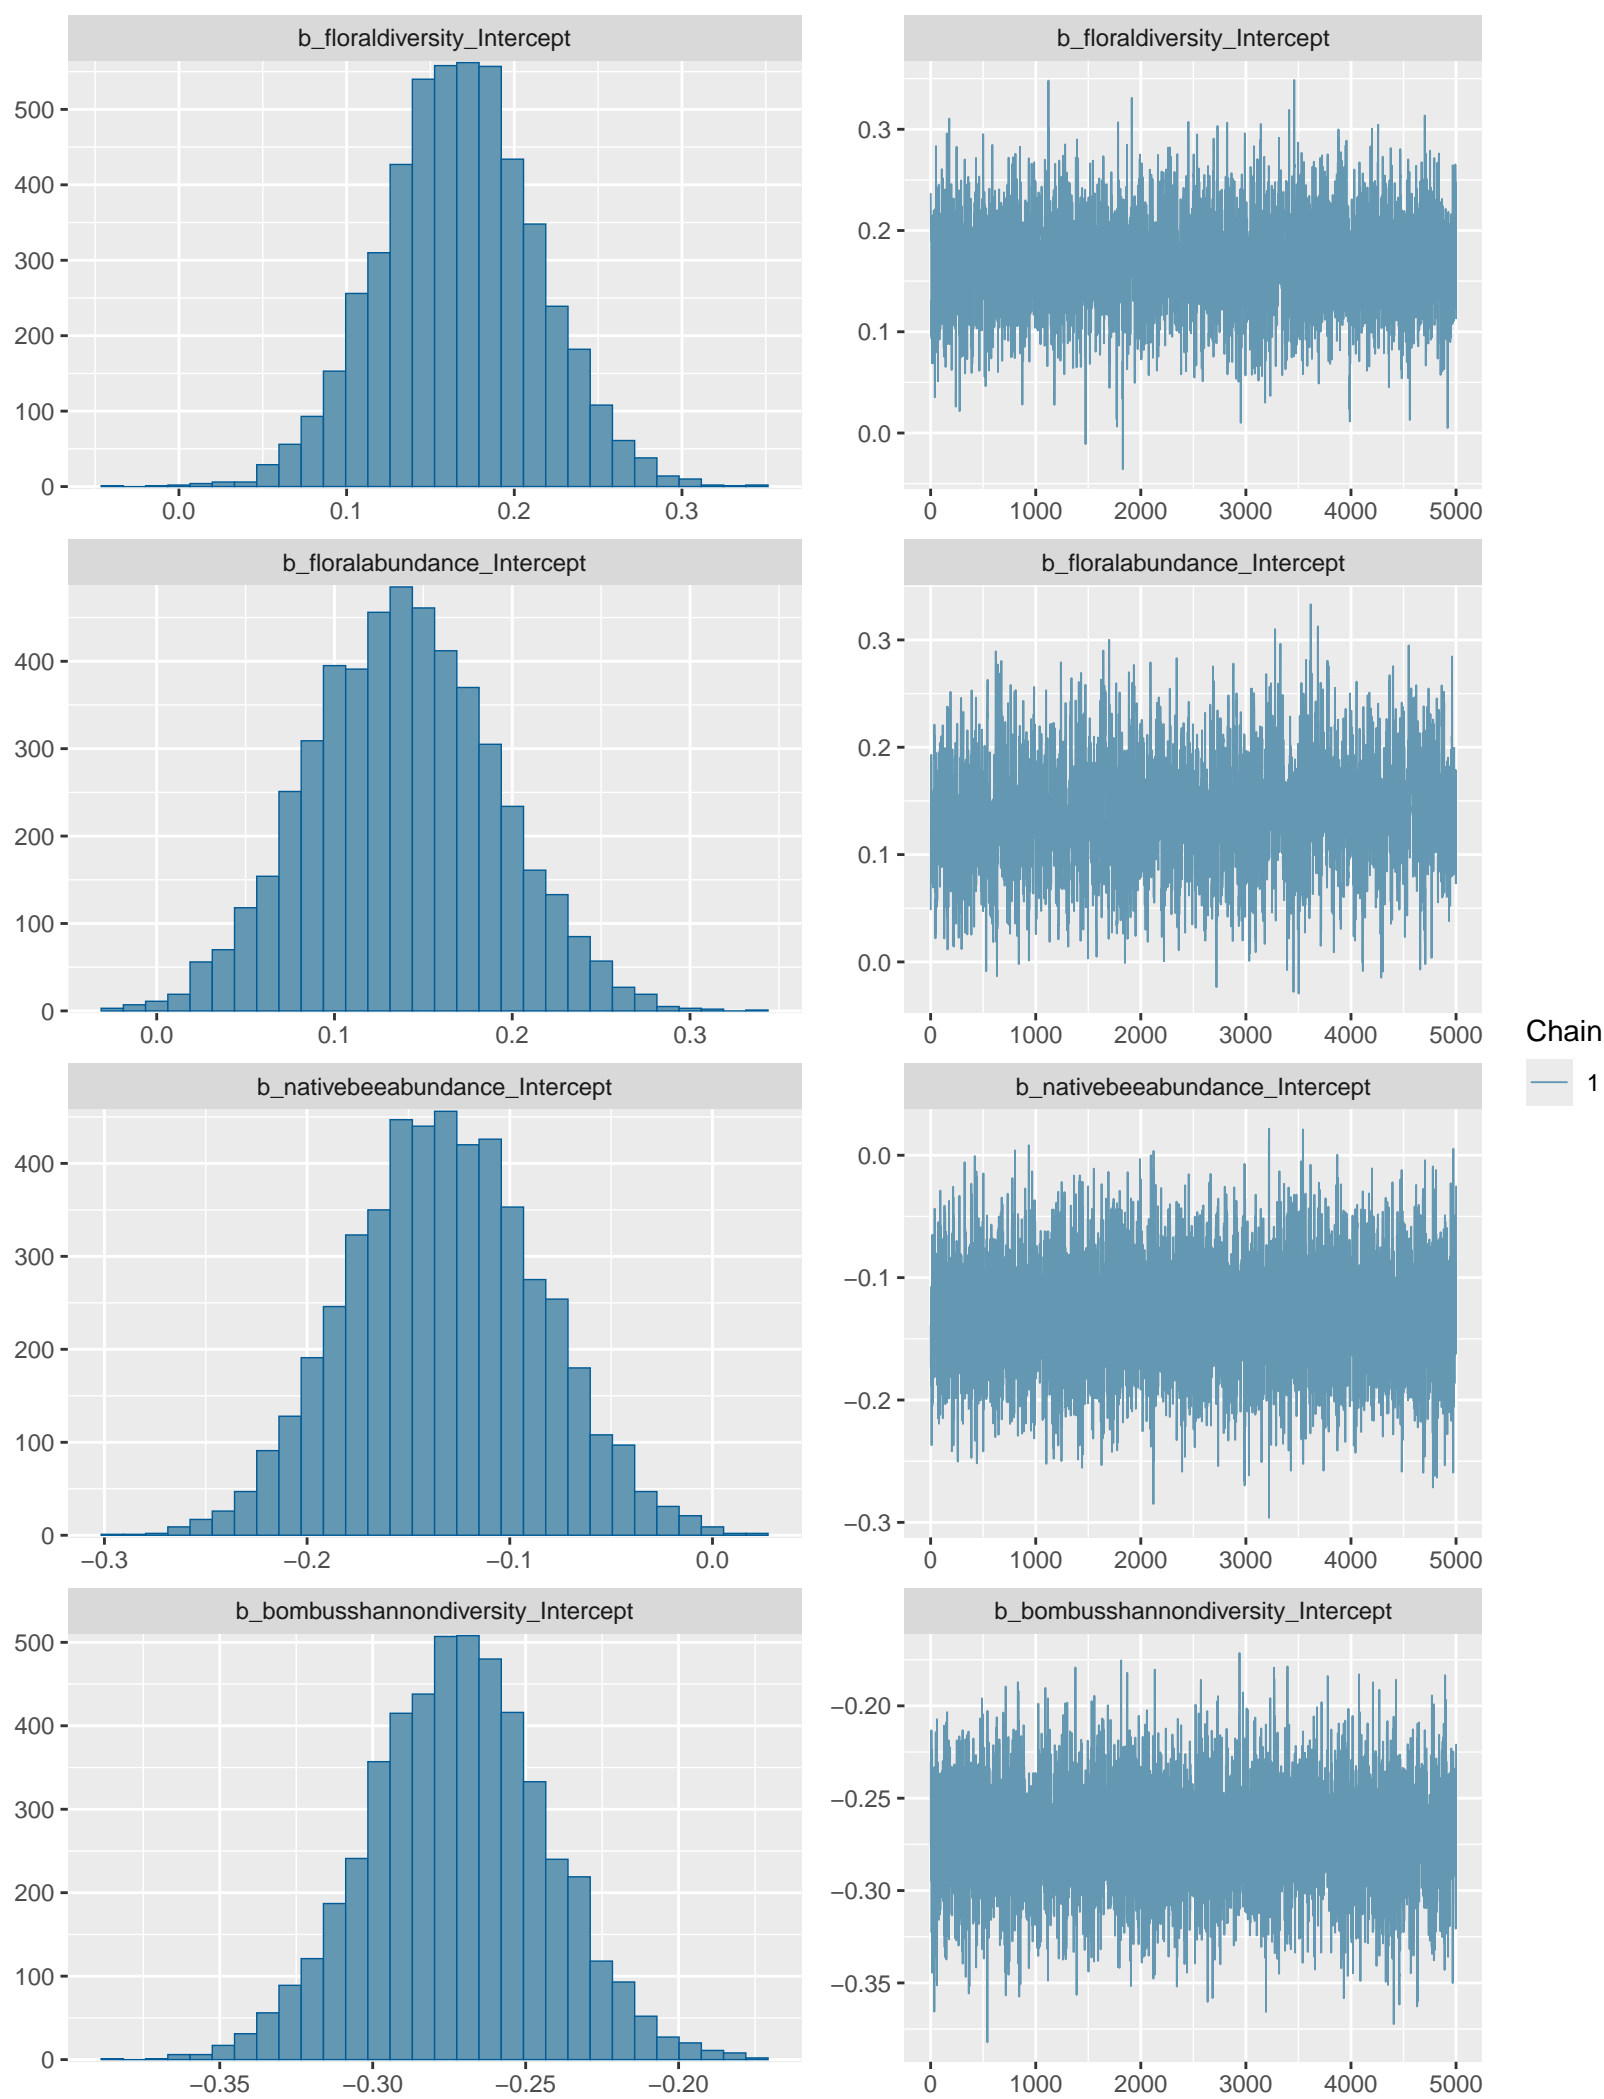 b_floraldiversity_Intercept
b_floraldiversity_Intercept
500
400
300
200
100
0
0.0 0.1 0.2 0.3
0.3
0.2
0.1
0.0
0 1000 2000 3000 4000 5000
b_floralabundance_Intercept
b_floralabundance_Intercept
400
300
200
100
0
0.0 0.1 0.2 0.3
0.3
0.2
0.1
0.0
0 1000 2000 3000 4000 5000
Chain
1
b_nativebeeabundance_Intercept
b_nativebeeabundance_Intercept
400
300
200
100
0
−0.3 −0.2 −0.1 0.0
0.0
−0.1
−0.2
−0.3
0 1000 2000 3000 4000 5000
b_bombusshannondiversity_Intercept
b_bombusshannondiversity_Intercept
500
400
300
200
100
0
−0.35 −0.30 −0.25 −0.20
−0.20
−0.25
−0.30
−0.35
0 1000 2000 3000 4000 5000